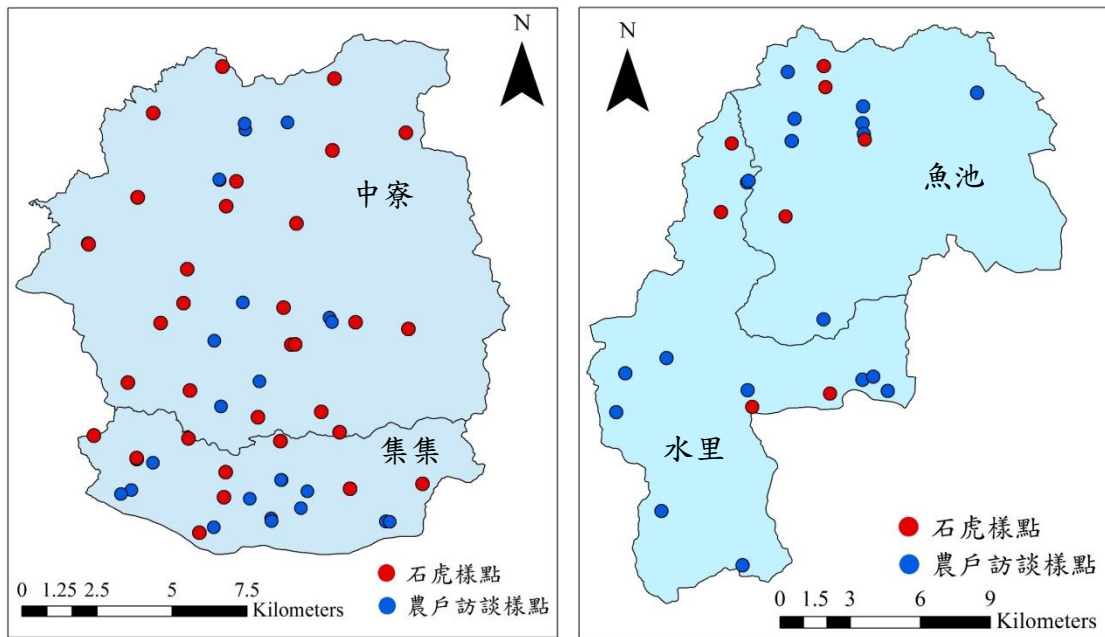 N
中寮
集集
石虎樣點
農戶訪談樣點
0 1.25 2.5 5 7.5
Kilometers
N
魚池
水里
石虎樣點
農戶訪談樣點
0 1.5 3 6 9
Kilometers